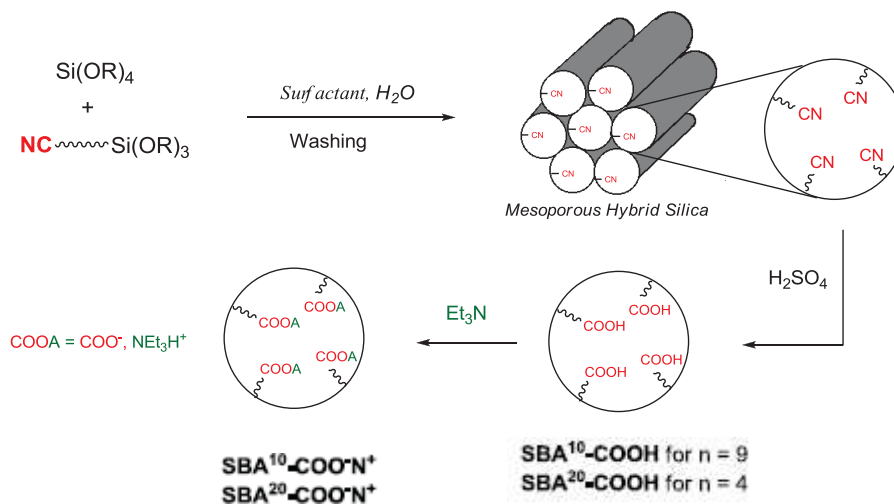 Si(OR)₄
+
NC Si(OR)₃
Surfactant, H₂O
Washing
CN
CN
CN
CN
CN
CN
CN
Mesoporous Hybrid Silica
CN
CN
CN
CN
H₂SO₄
COOH
COOH
COOH
COOH
Et₃N
COOA
COOA
COOA
COOA
COOA = COO⁻, NEt₃H⁺
SBA¹⁰-COO⁻N⁺
SBA²⁰-COO⁻N⁺
SBA¹⁰-COOH for n = 9
SBA²⁰-COOH for n = 4